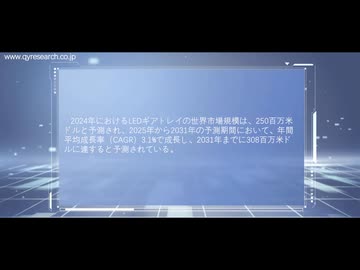 www.qyresearch.co.jp
2024年におけるLEDギアトレイの世界市場規模は、250百万米
ドルと予測され、2025年から2031年の予測期間において、年間
平均成長率（CAGR）3.1%で成長し、2031年までに308百万米ド
ルに達すると予測されている。